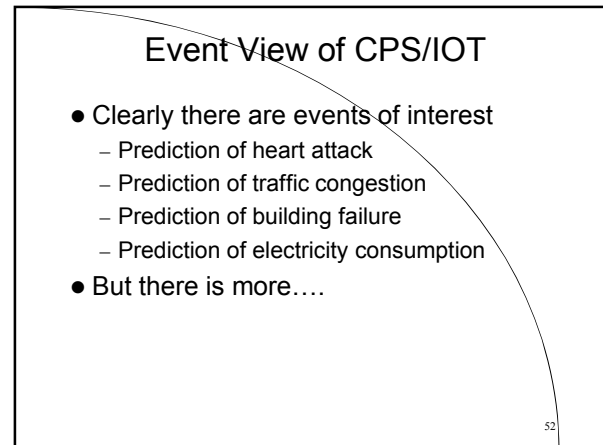 Event View of CPS/IOT
● Clearly there are events of interest
– Prediction of heart attack
– Prediction of traffic congestion
– Prediction of building failure
– Prediction of electricity consumption
● But there is more….
52